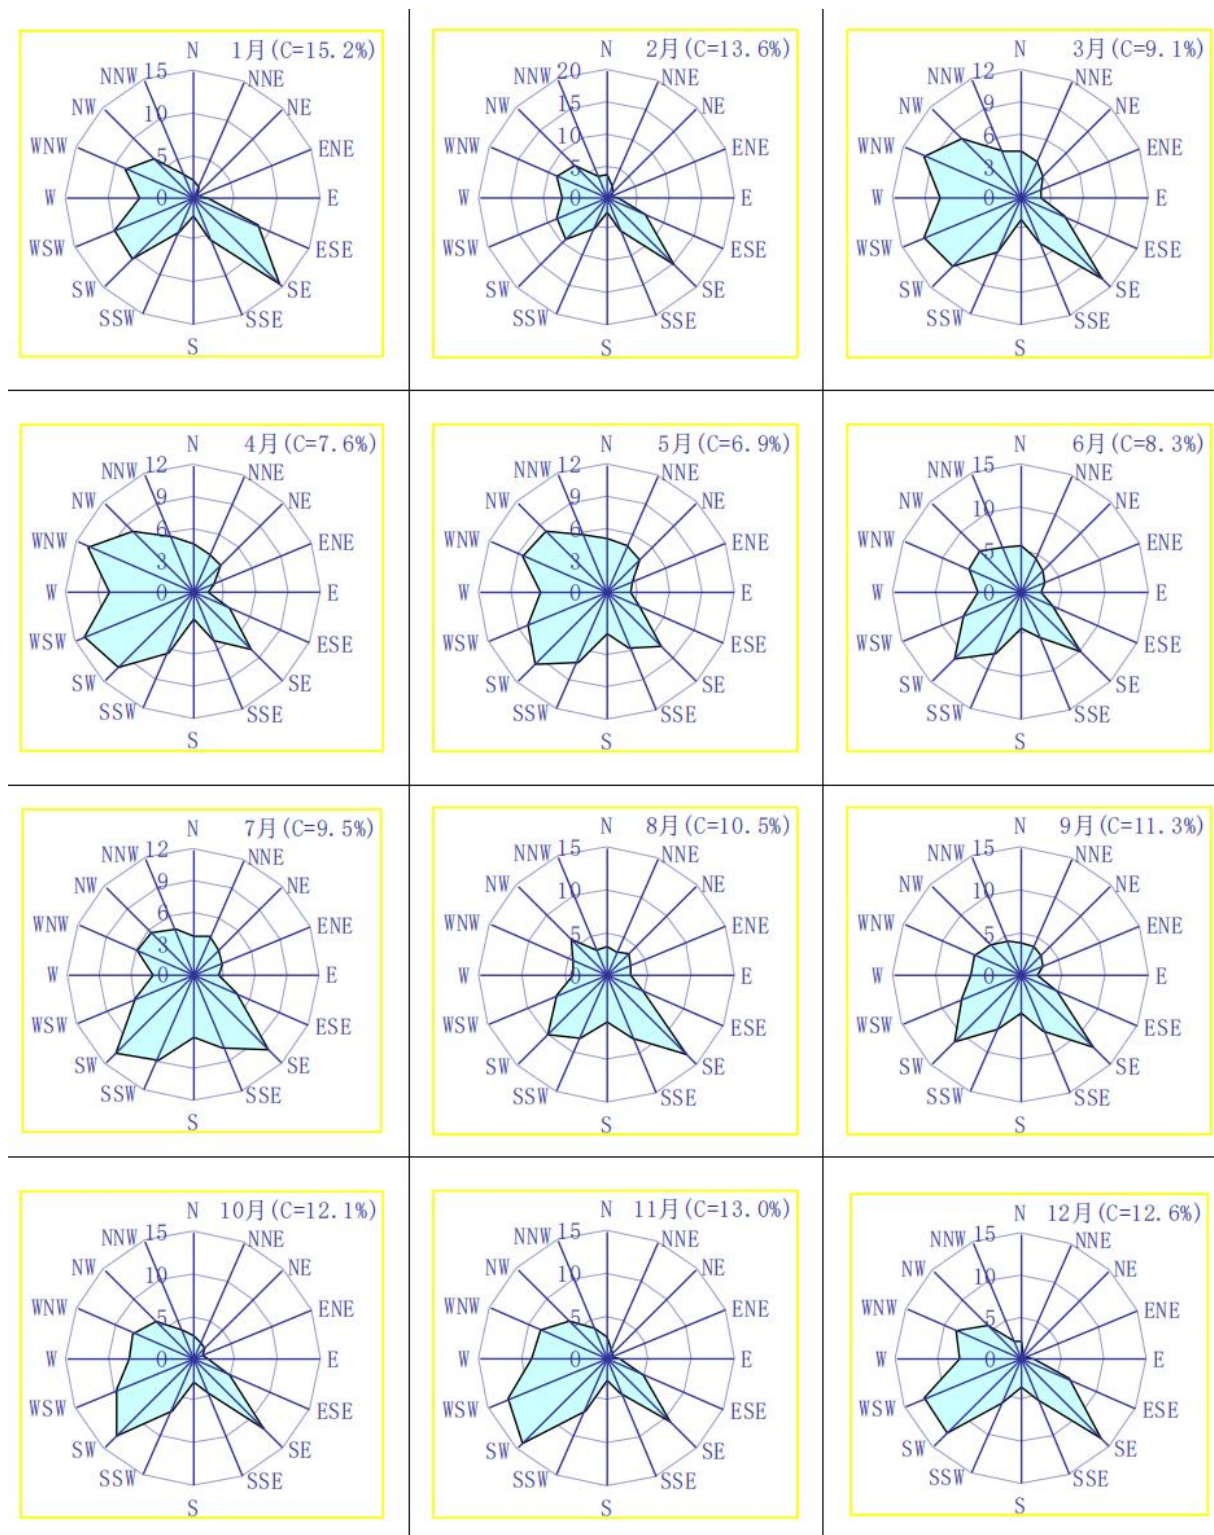 N 1月(C=15.2%)
NNW 15 NNE
NW 10 NE
WNW 5 ENE
W 0 E
WSW ESE
SW SE
SSW SSE
S
N 2月(C=13.6%)
NNW 20 NNE
NW 15 NE
10
WNW 5 ENE
W 0 E
WSW ESE
SW SE
SSW SSE
S
N 3月(C=9.1%)
NNW 12 NNE
NW 9 NE
6
WNW 3 ENE
W 0 E
WSW ESE
SW SE
SSW SSE
S
N 4月(C=7.6%)
NNW 12 NNE
NW 9 NE
6
WNW 3 ENE
W 0 E
WSW ESE
SW SE
SSW SSE
S
N 5月(C=6.9%)
NNW 12 NNE
NW 9 NE
6
WNW 3 ENE
W 0 E
WSW ESE
SW SE
SSW SSE
S
N 6月(C=8.3%)
NNW 15 NNE
NW 10 NE
WNW 5 ENE
W 0 E
WSW ESE
SW SE
SSW SSE
S
N 7月(C=9.5%)
NNW 12 NNE
NW 9 NE
6
WNW 3 ENE
W 0 E
WSW ESE
SW SE
SSW SSE
S
N 8月(C=10.5%)
NNW 15 NNE
NW 10 NE
WNW 5 ENE
W 0 E
WSW ESE
SW SE
SSW SSE
S
N 9月(C=11.3%)
NNW 15 NNE
NW 10 NE
WNW 5 ENE
W 0 E
WSW ESE
SW SE
SSW SSE
S
N 10月(C=12.1%)
NNW 15 NNE
NW 10 NE
WNW 5 ENE
W 0 E
WSW ESE
SW SE
SSW SSE
S
N 11月(C=13.0%)
NNW 15 NNE
NW 10 NE
WNW 5 ENE
W 0 E
WSW ESE
SW SE
SSW SSE
S
N 12月(C=12.6%)
NNW 15 NNE
NW 10 NE
WNW 5 ENE
W 0 E
WSW ESE
SW SE
SSW SSE
S